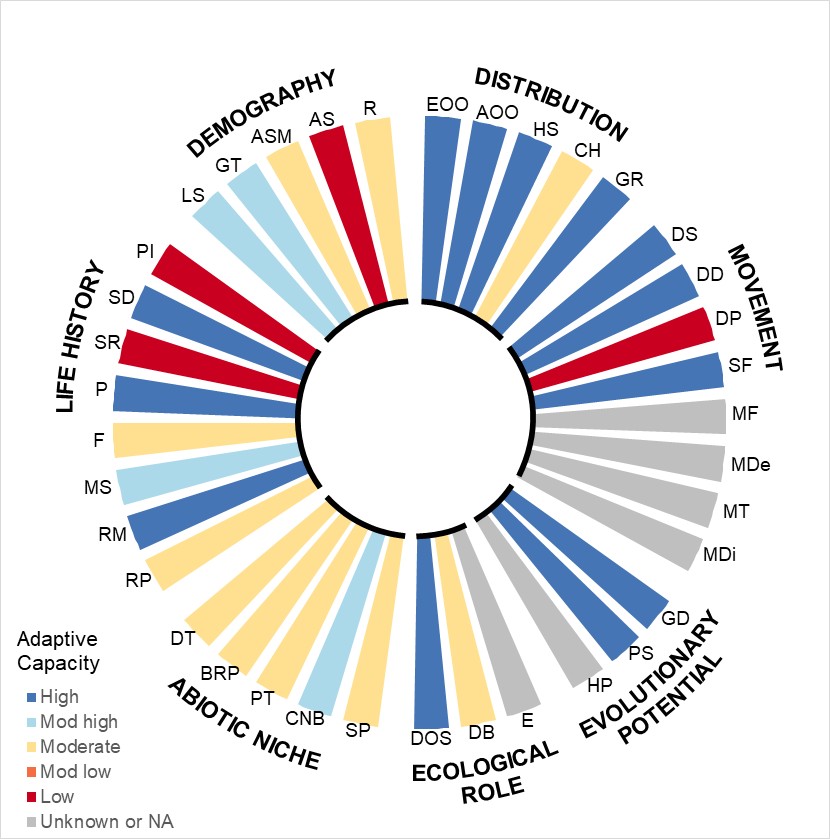 DISTRIBUTION
EOO
AOO
HS
CH
GR
MOVEMENT
DS
DD
DP
SF
MF
MDe
MT
MDi
EVOLUTIONARY
POTENTIAL
GD
PS
HP
ECOLOGICAL
ROLE
E
DB
DOS
ABIOTIC NICHE
SP
CNB
PT
BRP
DT
LIFE HISTORY
RP
RM
MS
F
P
SR
SD
PI
DEMOGRAPHY
LS
GT
ASM
AS
R
Adaptive
Capacity
High
Mod high
Moderate
Mod low
Low
Unknown or NA